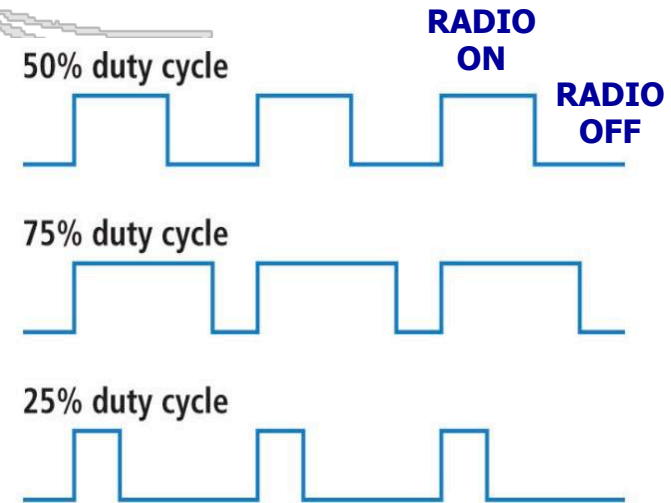 RADIO
ON
50% duty cycle
RADIO
OFF
75% duty cycle
25% duty cycle